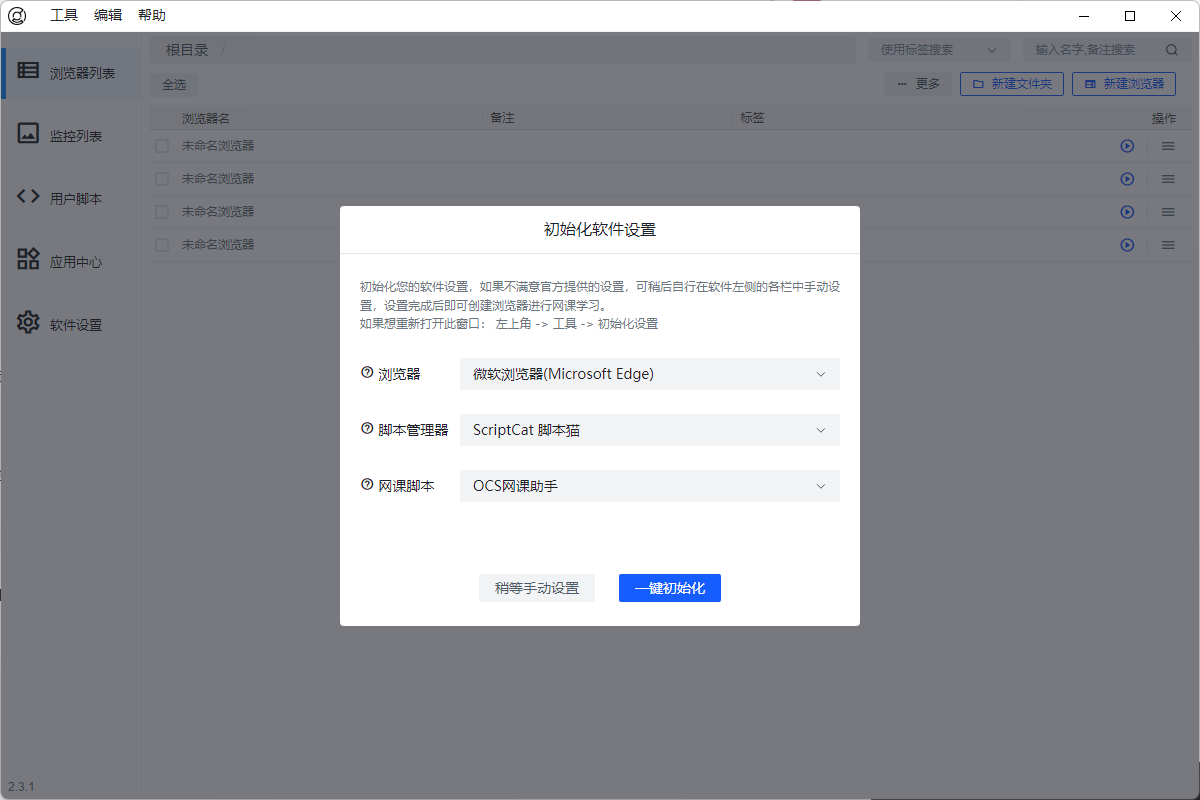 工具 编辑 帮助
浏览器列表
监控列表
用户脚本
应用中心
软件设置
2.3.1
根目录 /
使用标签搜索
输入名字,备注搜索
全选
··· 更多
新建文件夹
新建浏览器
浏览器名 备注 标签 操作
未命名浏览器
未命名浏览器
未命名浏览器
未命名浏览器
初始化软件设置
初始化您的软件设置，如果不满意官方提供的设置，可稍后自行在软件左侧的各栏中手动设
置，设置完成后即可创建浏览器进行网课学习。
如果想重新打开此窗口： 左上角 -> 工具 -> 初始化设置
浏览器 微软浏览器(Microsoft Edge)
脚本管理器 ScriptCat 脚本猫
网课脚本 OCS网课助手
稍等手动设置
一键初始化